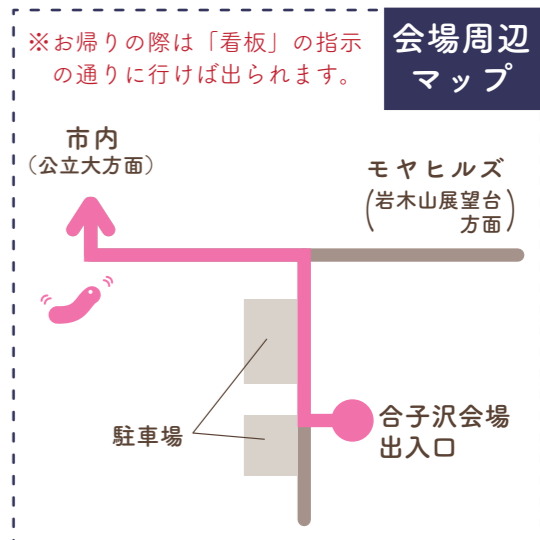 ※お帰りの際は「看板」の指示
の通りに行けば出られます。
会場周辺
マップ
市内
（公立大方面）
モヤヒルズ
（岩木山展望台
方面）
駐車場
合子沢会場
出入口